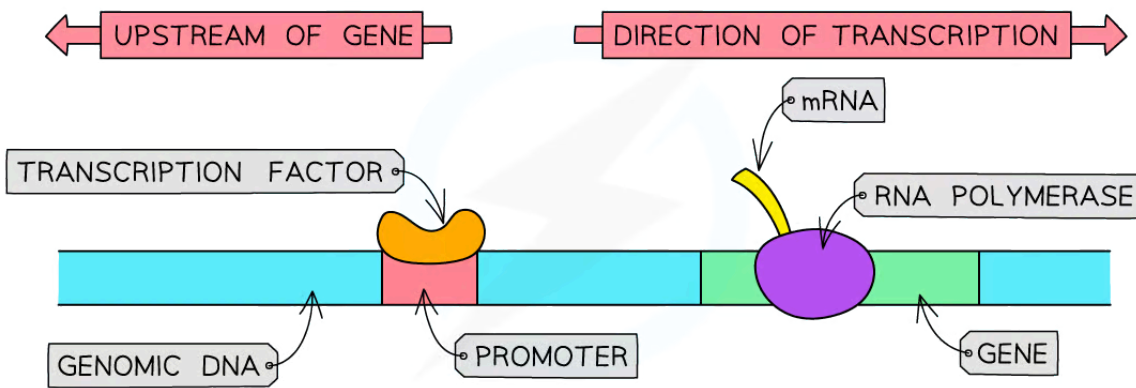 UPSTREAM OF GENE
DIRECTION OF TRANSCRIPTION
mRNA
TRANSCRIPTION FACTOR
RNA POLYMERASE
GENOMIC DNA
PROMOTER
GENE